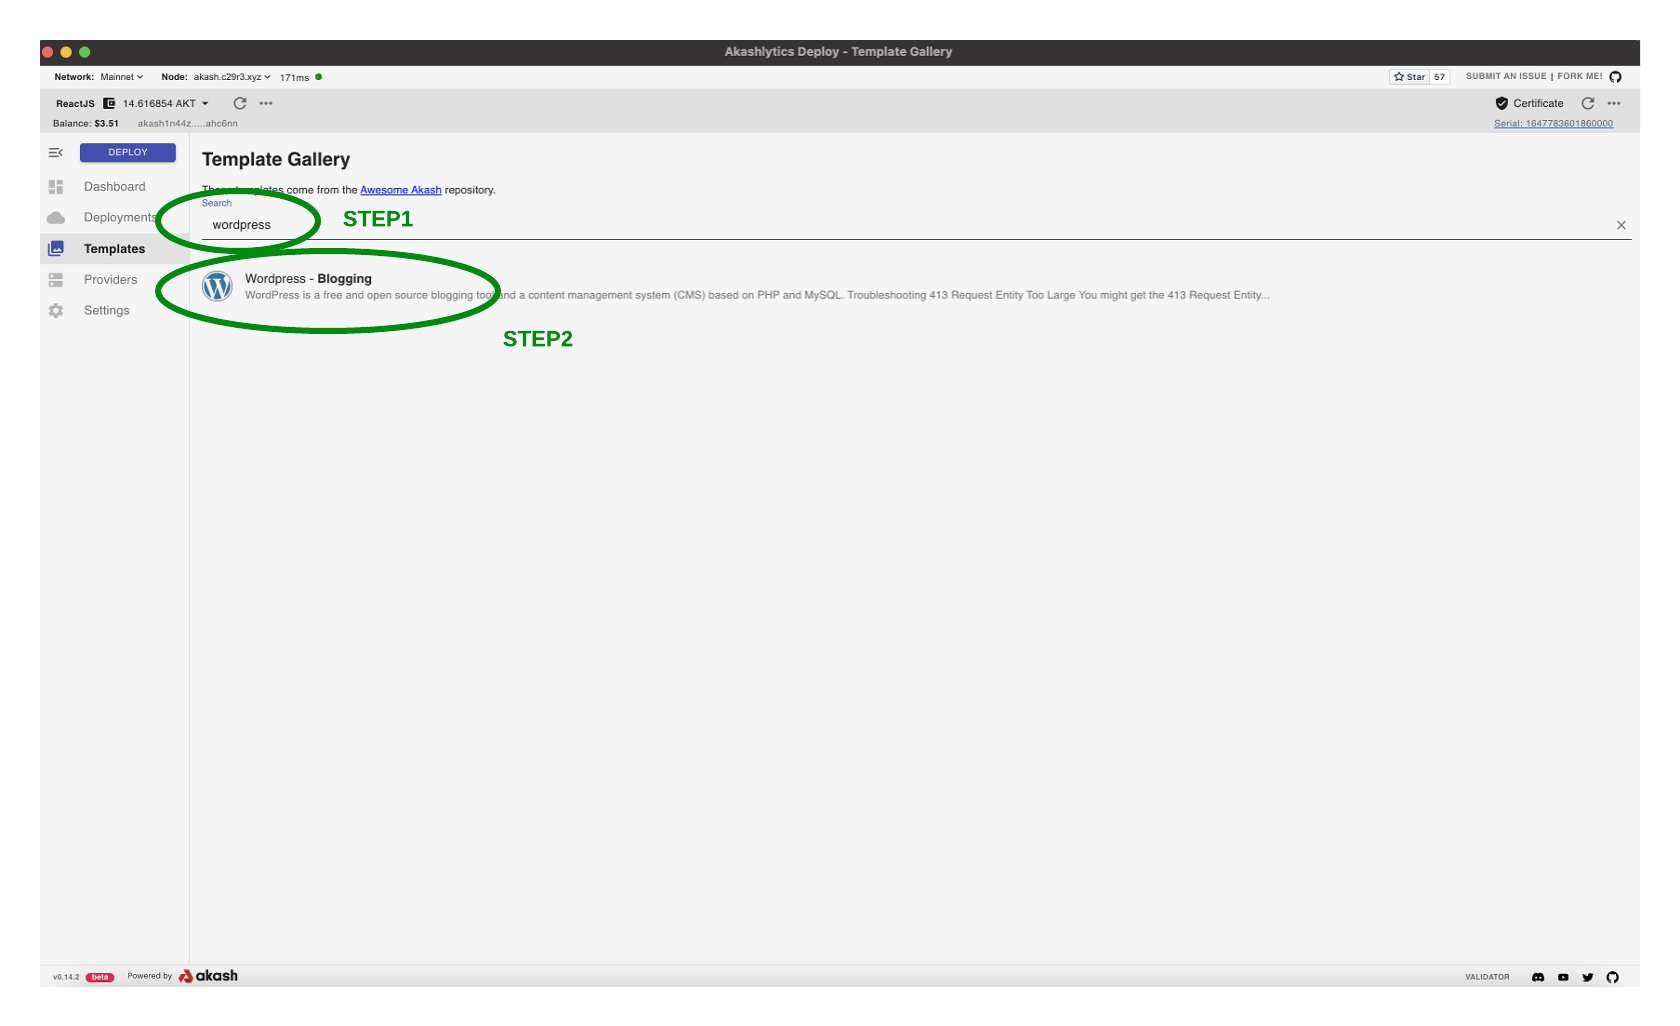 Akashlytics Deploy - Template Gallery
Network: Mainnet Node: akash.c29r3.xyz 171ms
Star 57 SUBMIT AN ISSUE | FORK ME!
ReactJS 14.616854 AKT
Certificate
Balance: $3.51 akash1n44z.....ahc6nn
Serial: 1647783601860000
DEPLOY
Dashboard
Deployments
Templates
Providers
Settings
Template Gallery
These templates come from the Awesome Akash repository.
Search
wordpress
STEP1
Wordpress - Blogging
WordPress is a free and open source blogging tool and a content management system (CMS) based on PHP and MySQL. Troubleshooting 413 Request Entity Too Large You might get the 413 Request Entity...
STEP2
v0.14.2 beta Powered by akash
VALIDATOR